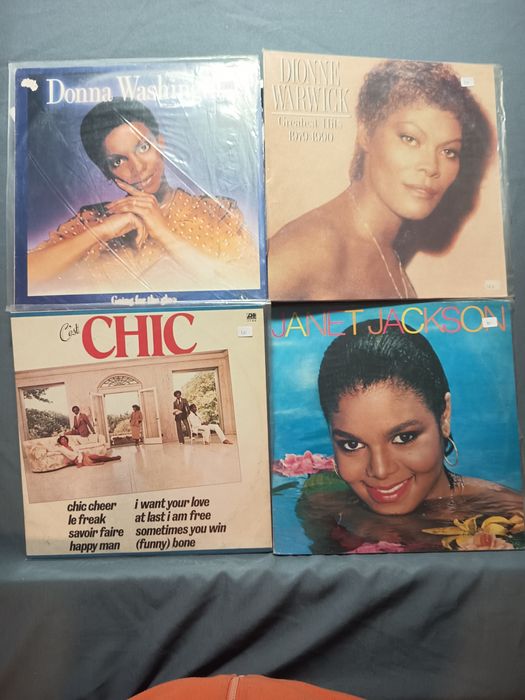 Donna Washing
Going for the glow
DIONNE
WARWICK
Greatest Hits
1979-1990
C'est
CHIC
chic cheer
le freak
savoir faire
happy man
i want your love
at last i am free
sometimes you win
(funny) bone
JANET JACKSON